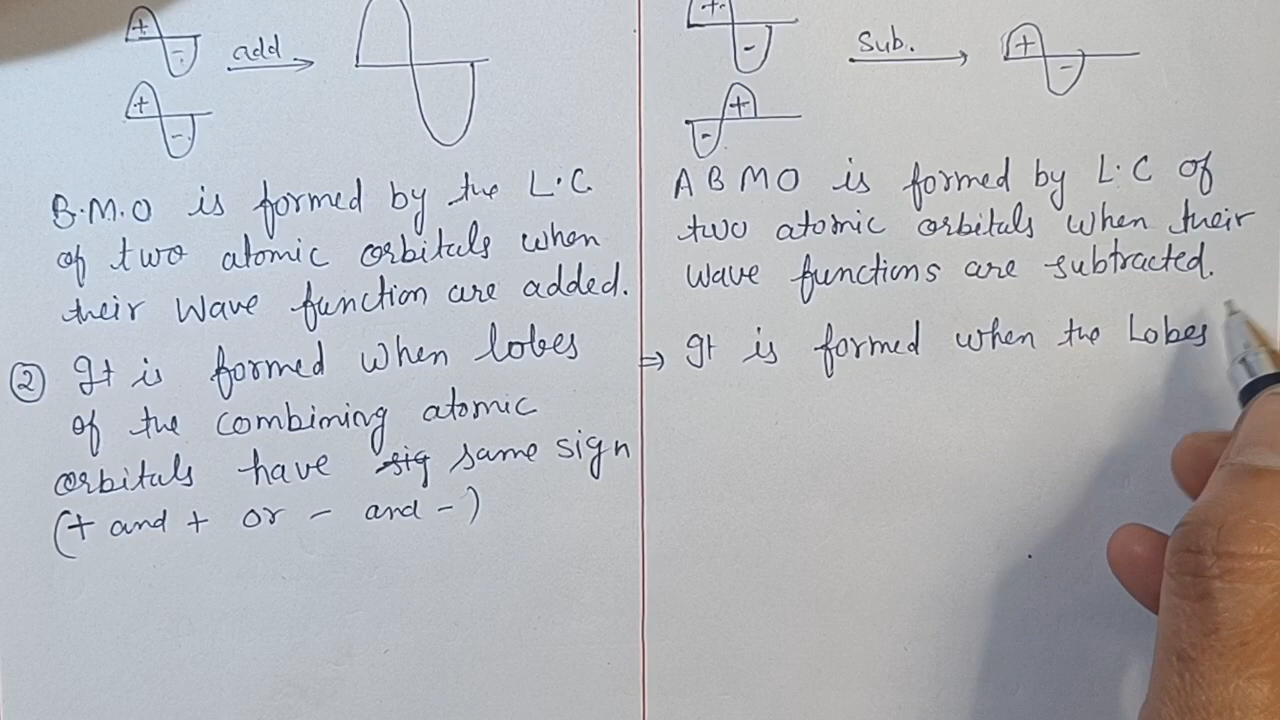 +
-
add
+
-
B.M.O is formed by the L.C.
of two atomic orbitals when
their wave function are added.
② It is formed when lobes
of the combining atomic
orbitals have sig same sign
(+ and + or - and -)
+
-
Sub.
+
-
+
-
A B M O is formed by L.C of
two atomic orbitals when their
wave functions are subtracted.
⇒ It is formed when the Lobes